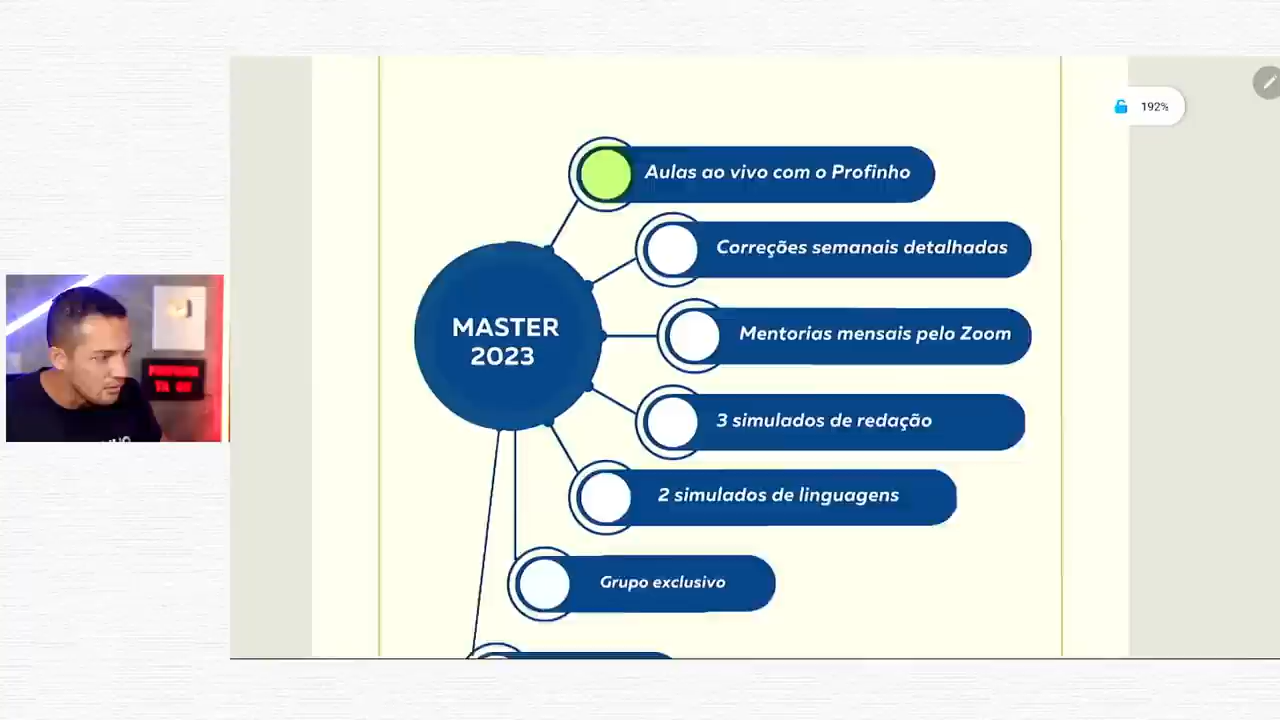 192%
Aulas ao vivo com o Profinho
Correções semanais detalhadas
MASTER
2023
Mentorias mensais pelo Zoom
3 simulados de redação
2 simulados de linguagens
Grupo exclusivo